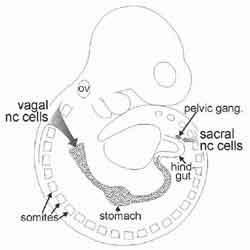 ov
vagal
nc cells
pelvic gang.
sacral
nc cells
hind
gut
somites
stomach